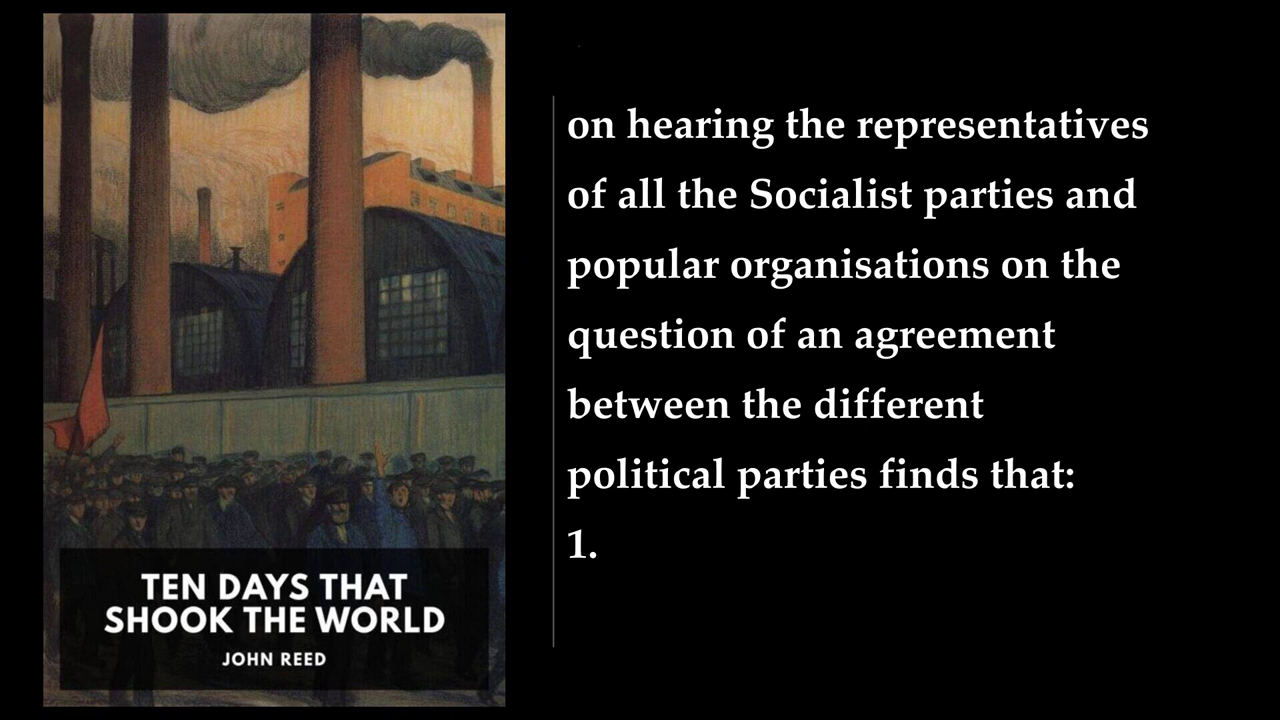 TEN DAYS THAT
SHOOK THE WORLD
JOHN REED
on hearing the representatives
of all the Socialist parties and
popular organisations on the
question of an agreement
between the different
political parties finds that:
1.